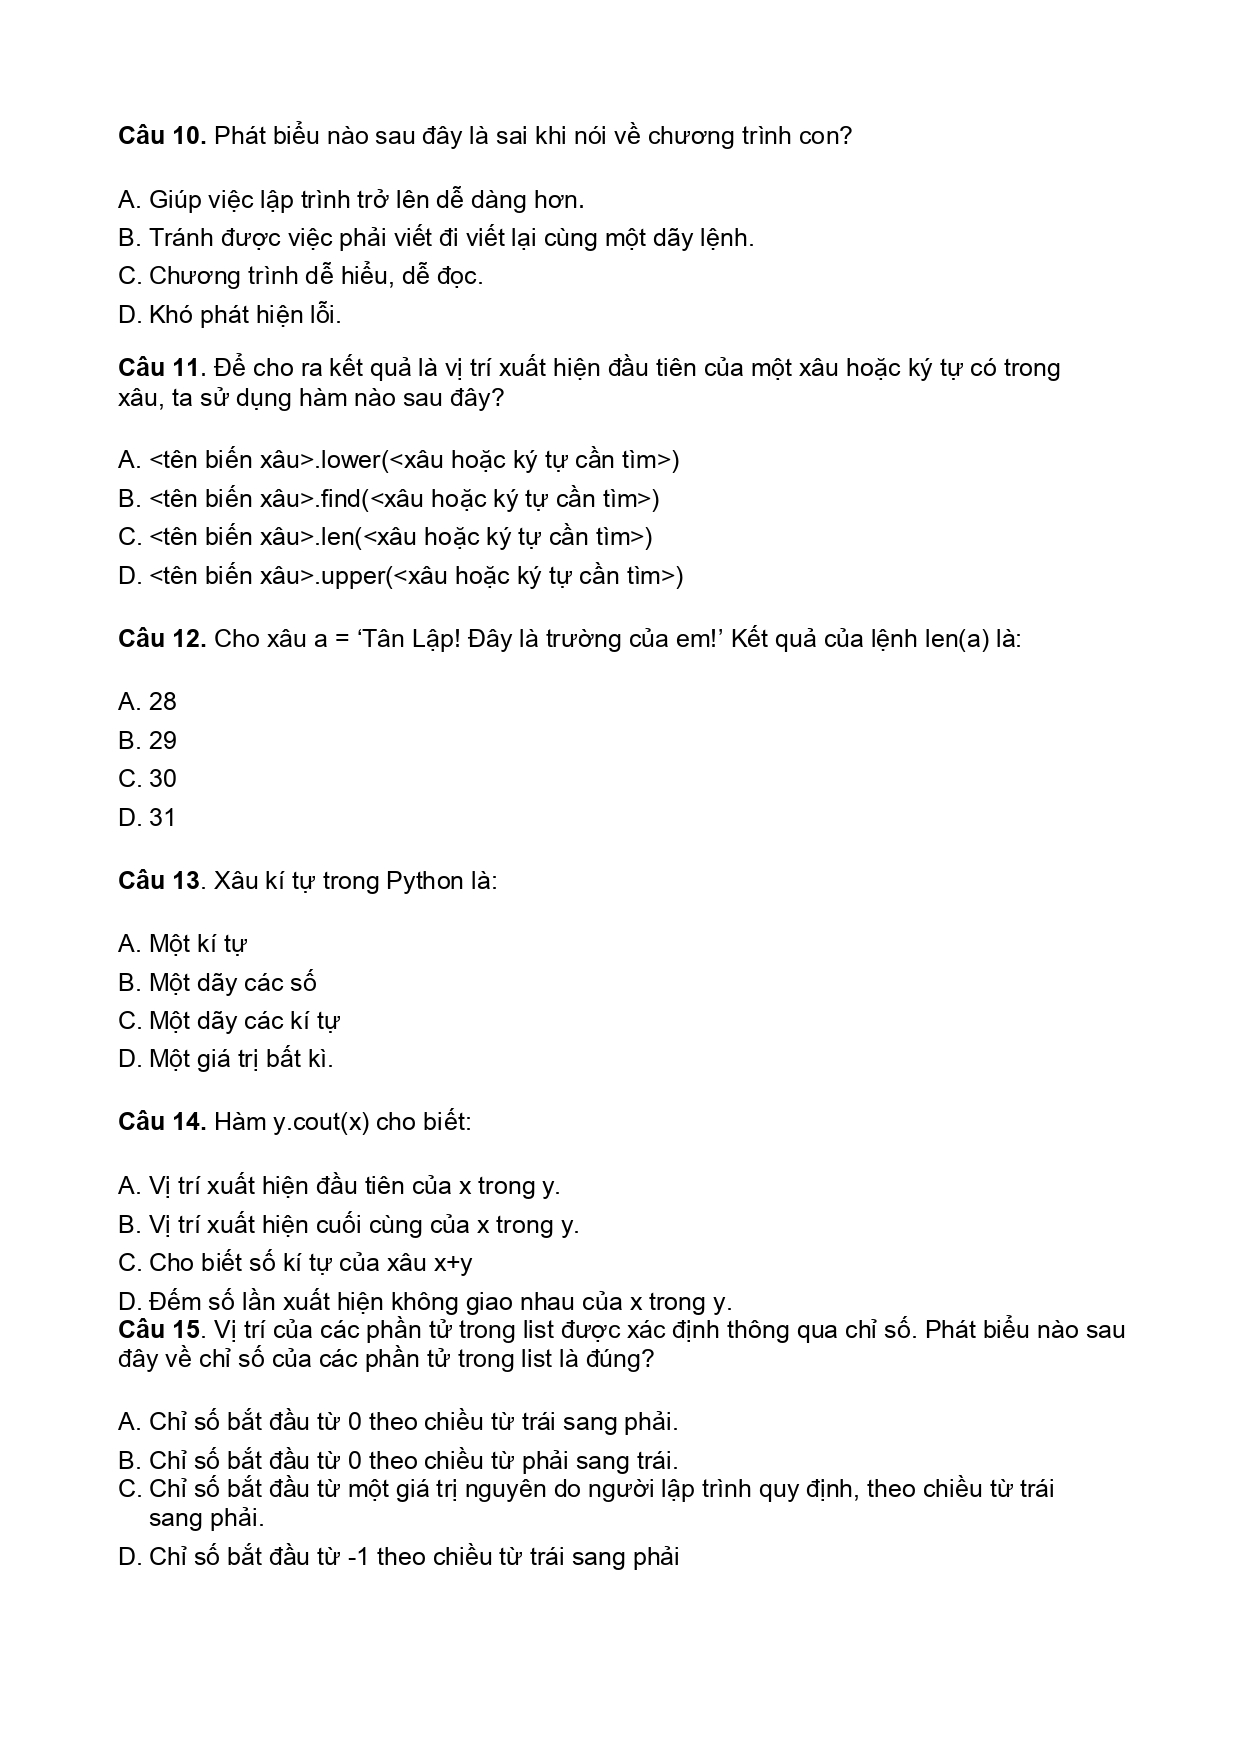 Câu 10. Phát biểu nào sau đây là sai khi nói về chương trình con?
A. Giúp việc lập trình trở lên dễ dàng hơn.
B. Tránh được việc phải viết đi viết lại cùng một dãy lệnh.
C. Chương trình dễ hiểu, dễ đọc.
D. Khó phát hiện lỗi.
Câu 11. Để cho ra kết quả là vị trí xuất hiện đầu tiên của một xâu hoặc ký tự có trong
xâu, ta sử dụng hàm nào sau đây?
A. <tên biến xâu>.lower(<xâu hoặc ký tự cần tìm>)
B. <tên biến xâu>.find(<xâu hoặc ký tự cần tìm>)
C. <tên biến xâu>.len(<xâu hoặc ký tự cần tìm>)
D. <tên biến xâu>.upper(<xâu hoặc ký tự cần tìm>)
Câu 12. Cho xâu a = ‘Tân Lập! Đây là trường của em!’ Kết quả của lệnh len(a) là:
A. 28
B. 29
C. 30
D. 31
Câu 13. Xâu kí tự trong Python là:
A. Một kí tự
B. Một dãy các số
C. Một dãy các kí tự
D. Một giá trị bất kì.
Câu 14. Hàm y.cout(x) cho biết:
A. Vị trí xuất hiện đầu tiên của x trong y.
B. Vị trí xuất hiện cuối cùng của x trong y.
C. Cho biết số kí tự của xâu x+y
D. Đếm số lần xuất hiện không giao nhau của x trong y.
Câu 15. Vị trí của các phần tử trong list được xác định thông qua chỉ số. Phát biểu nào sau
đây về chỉ số của các phần tử trong list là đúng?
A. Chỉ số bắt đầu từ 0 theo chiều từ trái sang phải.
B. Chỉ số bắt đầu từ 0 theo chiều từ phải sang trái.
C. Chỉ số bắt đầu từ một giá trị nguyên do người lập trình quy định, theo chiều từ trái
sang phải.
D. Chỉ số bắt đầu từ -1 theo chiều từ trái sang phải